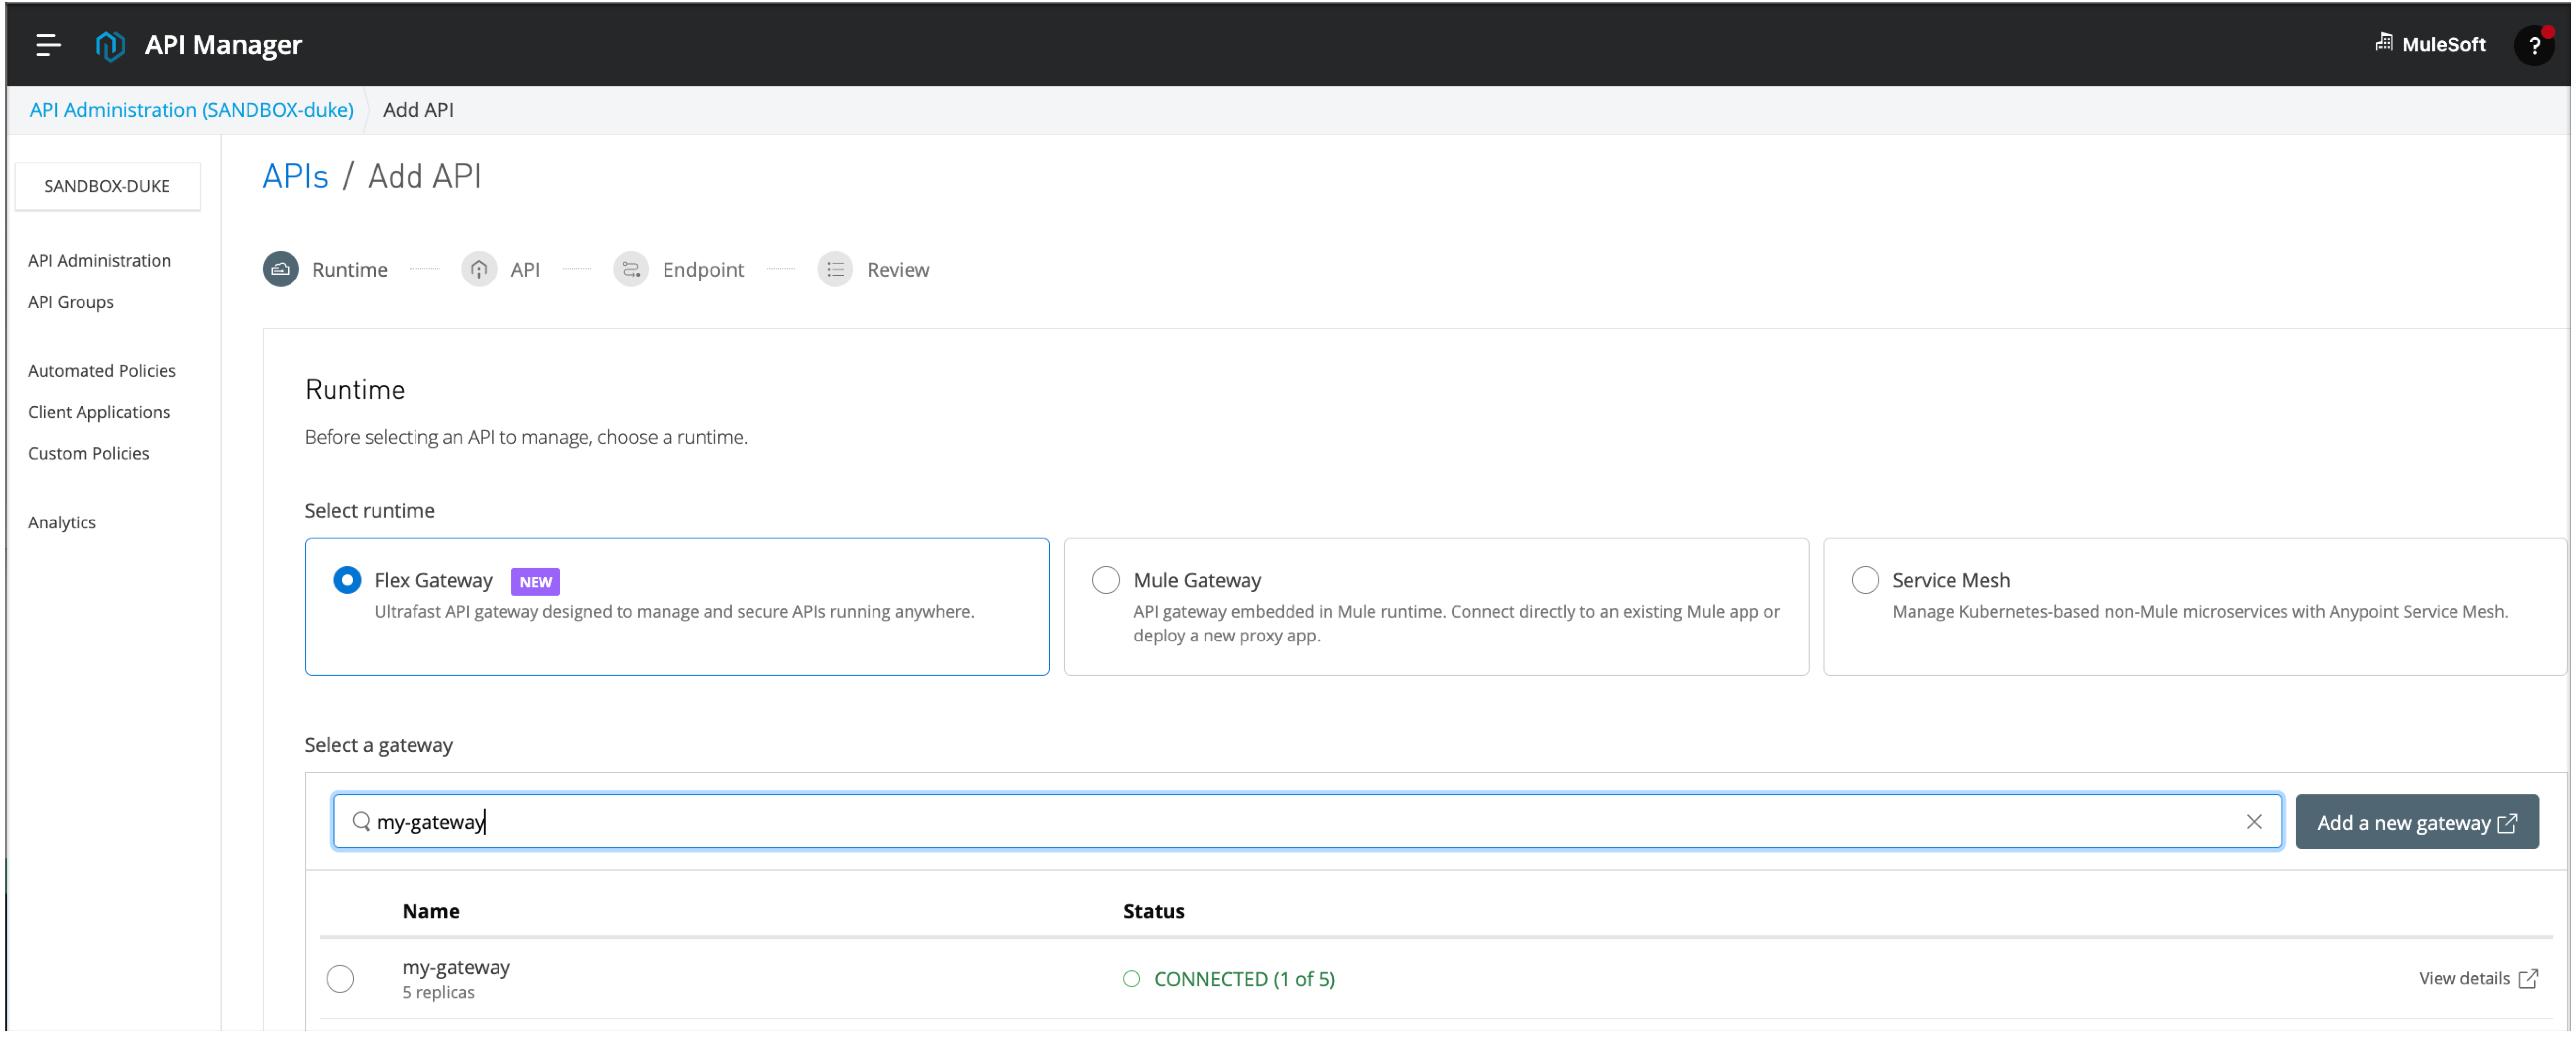 API Manager
MuleSoft
?
API Administration (SANDBOX-duke)
Add API
SANDBOX-DUKE
API Administration
API Groups
Automated Policies
Client Applications
Custom Policies
Analytics
APIs / Add API
Runtime
API
Endpoint
Review
Runtime
Before selecting an API to manage, choose a runtime.
Select runtime
Flex Gateway NEW
Ultrafast API gateway designed to manage and secure APIs running anywhere.
Mule Gateway
API gateway embedded in Mule runtime. Connect directly to an existing Mule app or
deploy a new proxy app.
Service Mesh
Manage Kubernetes-based non-Mule microservices with Anypoint Service Mesh.
Select a gateway
my-gateway
Add a new gateway
Name
Status
my-gateway
5 replicas
CONNECTED (1 of 5)
View details